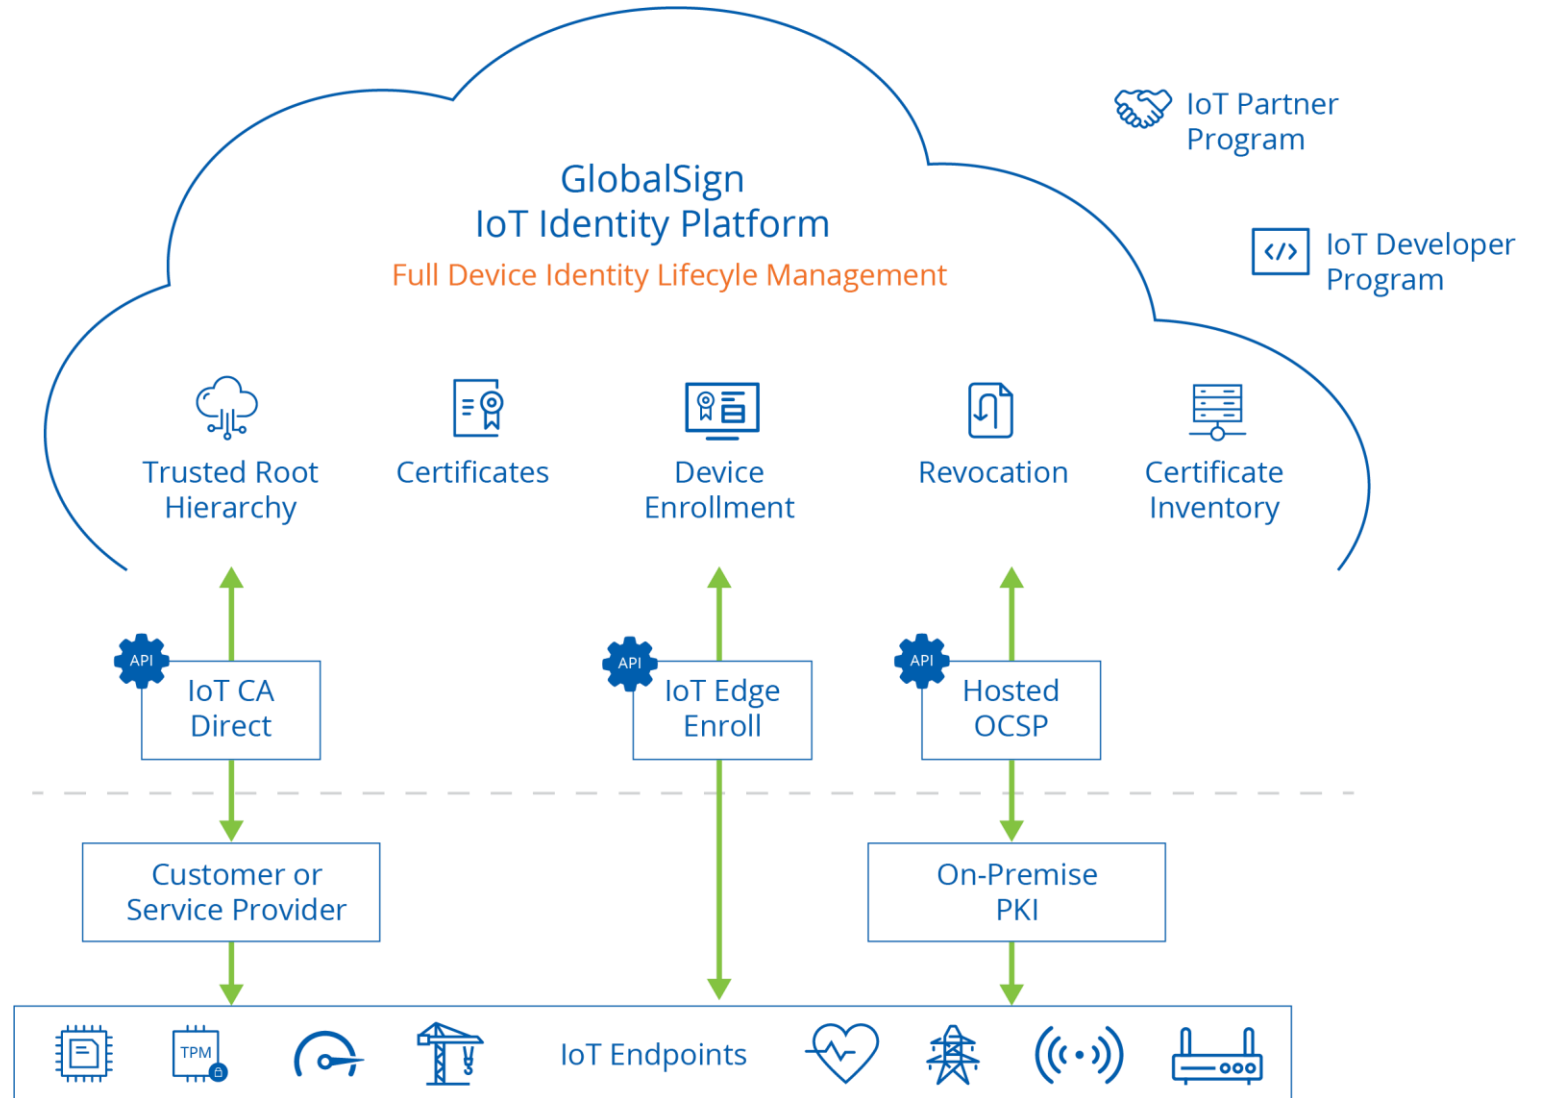 GlobalSign
IoT Identity Platform
Full Device Identity Lifecyle Management
IoT Partner
Program
</>
IoT Developer
Program
Trusted Root
Hierarchy
Certificates
Device
Enrollment
Revocation
Certificate
Inventory
API
IoT CA
Direct
API
IoT Edge
Enroll
API
Hosted
OCSP
Customer or
Service Provider
On-Premise
PKI
TPM
IoT Endpoints